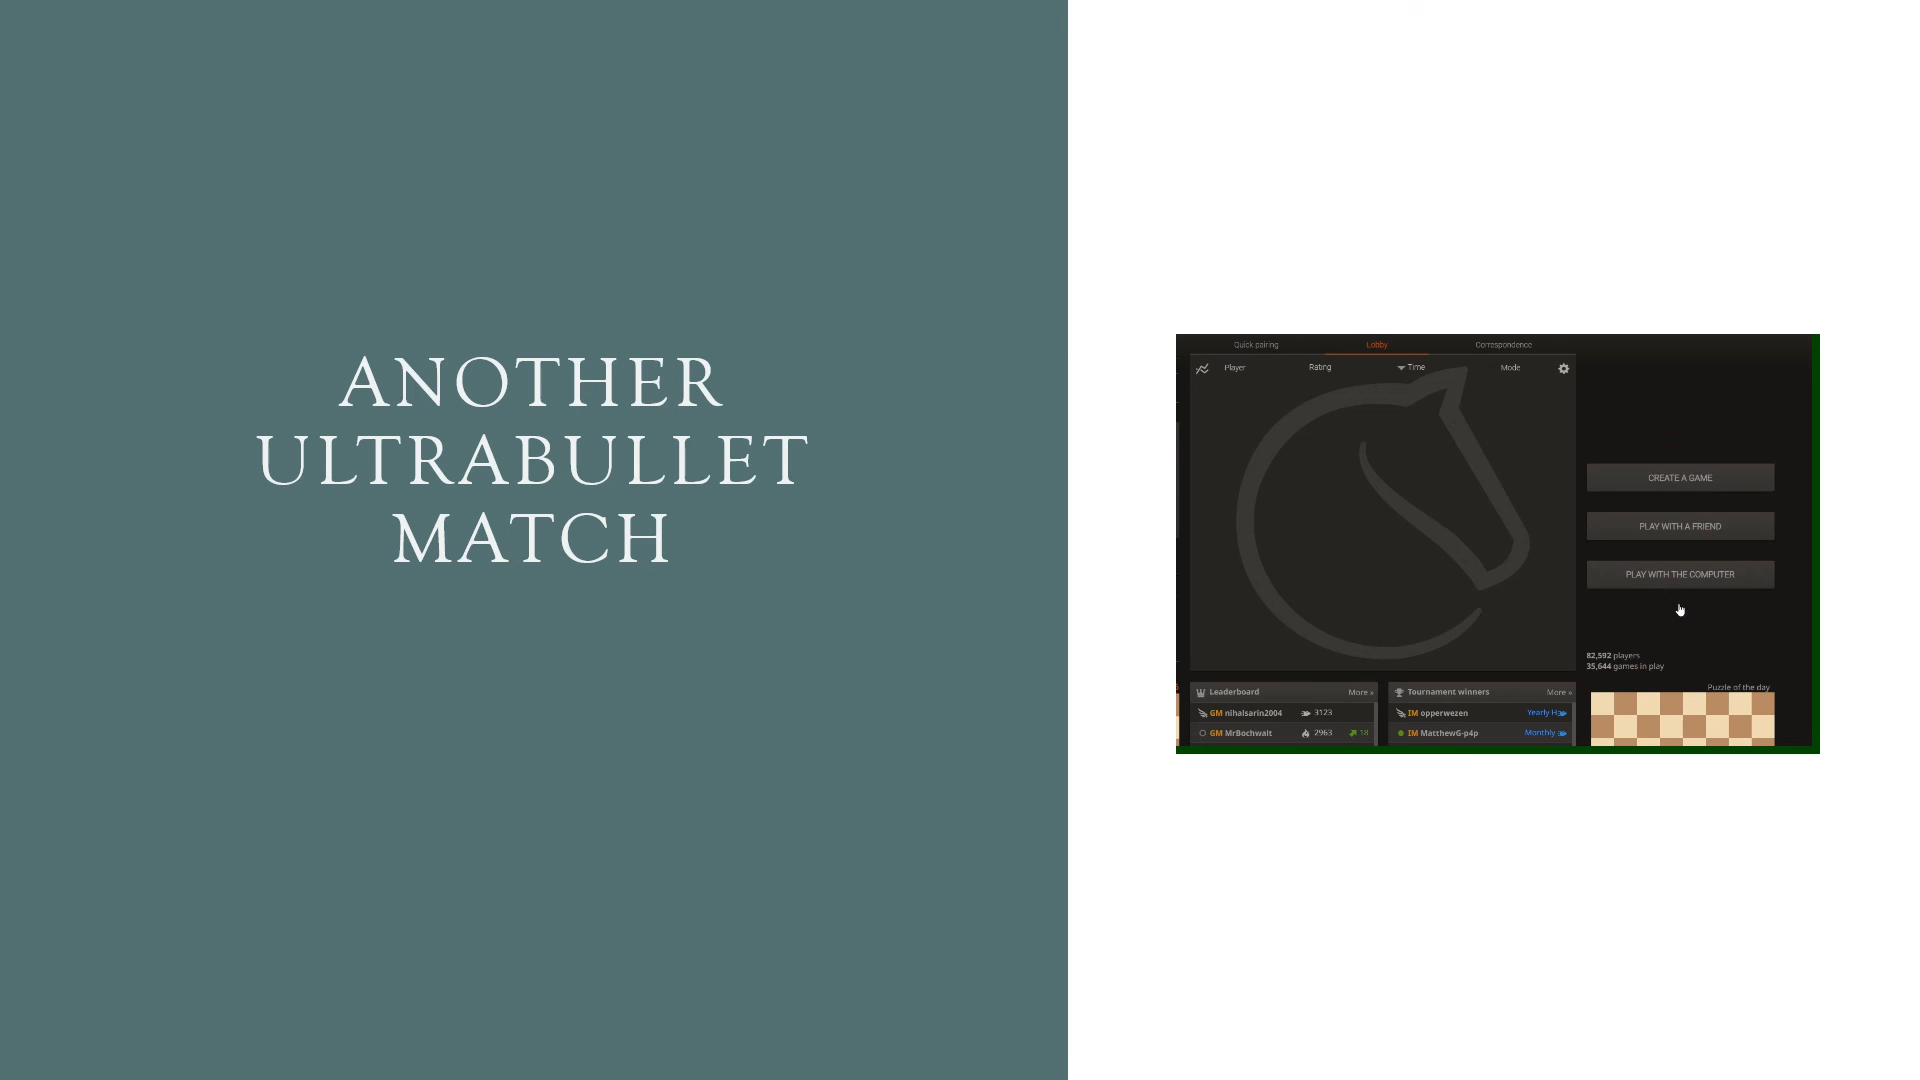 ANOTHER
ULTRABULLET
MATCH
Quick pairing Lobby Correspondence
Player Rating Time Mode
CREATE A GAME
PLAY WITH A FRIEND
PLAY WITH THE COMPUTER
82,592 players
35,644 games in play
Puzzle of the day
Leaderboard More » Tournament winners More »
GM nihalsarin2004 3123 IM opperwezen Yearly H
GM MrBochwalt 2963 18 IM MatthewG-p4p Monthly